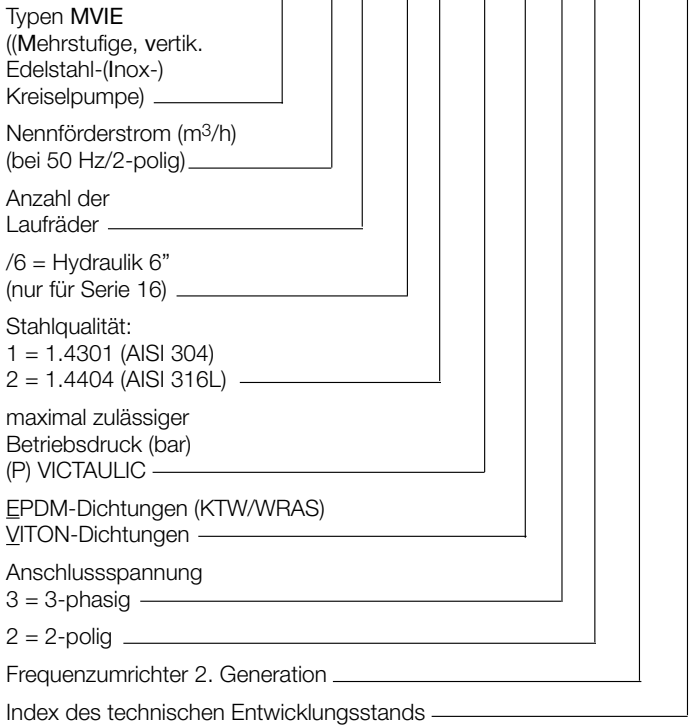 Typen MVIE
((Mehrstufige, vertik.
Edelstahl-(Inox-)
Kreiselpumpe)
Nennförderstrom (m³/h)
(bei 50 Hz/2-polig)
Anzahl der
Laufräder
/6 = Hydraulik 6”
(nur für Serie 16)
Stahlqualität:
1 = 1.4301 (AISI 304)
2 = 1.4404 (AISI 316L)
maximal zulässiger
Betriebsdruck (bar)
(P) VICTAULIC
EPDM-Dichtungen (KTW/WRAS)
VITON-Dichtungen
Anschlussspannung
3 = 3-phasig
2 = 2-polig
Frequenzumrichter 2. Generation
Index des technischen Entwicklungsstands